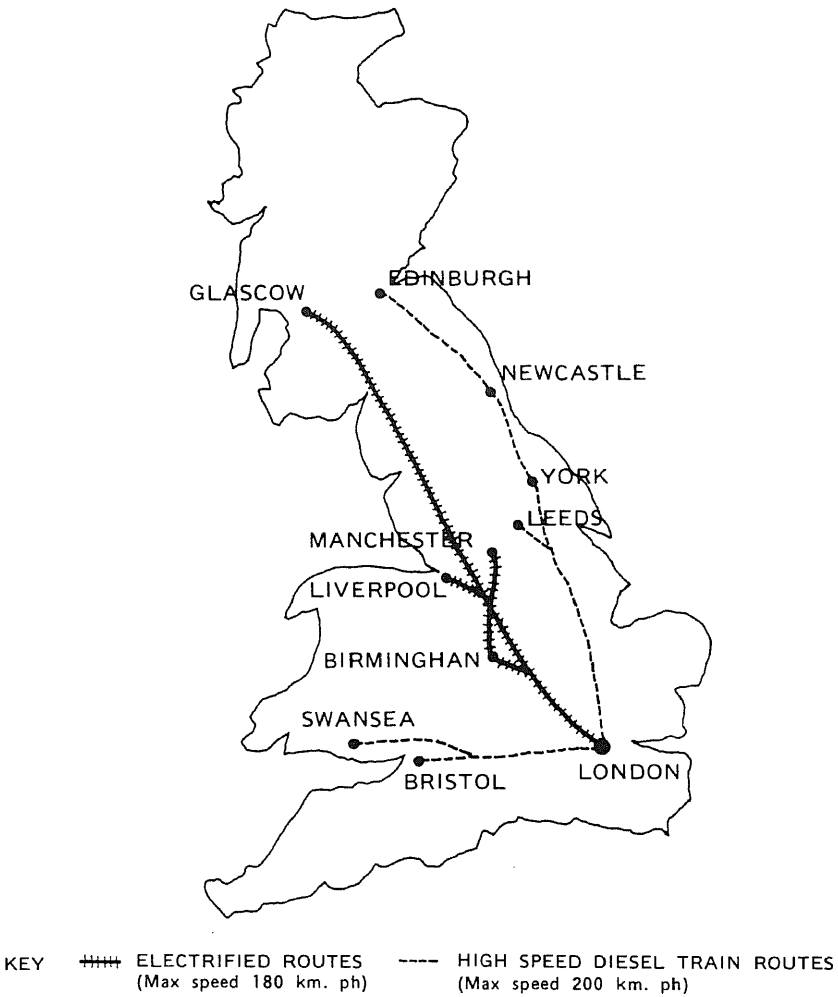 EDINBURGH
GLASCOW
NEWCASTLE
YORK
LEEDS
MANCHESTER
LIVERPOOL
BIRMINGHAN
SWANSEA
LONDON
BRISTOL
KEY ELECTRIFIED ROUTES HIGH SPEED DIESEL TRAIN ROUTES
(Max speed 180 km. ph) (Max speed 200 km. ph)